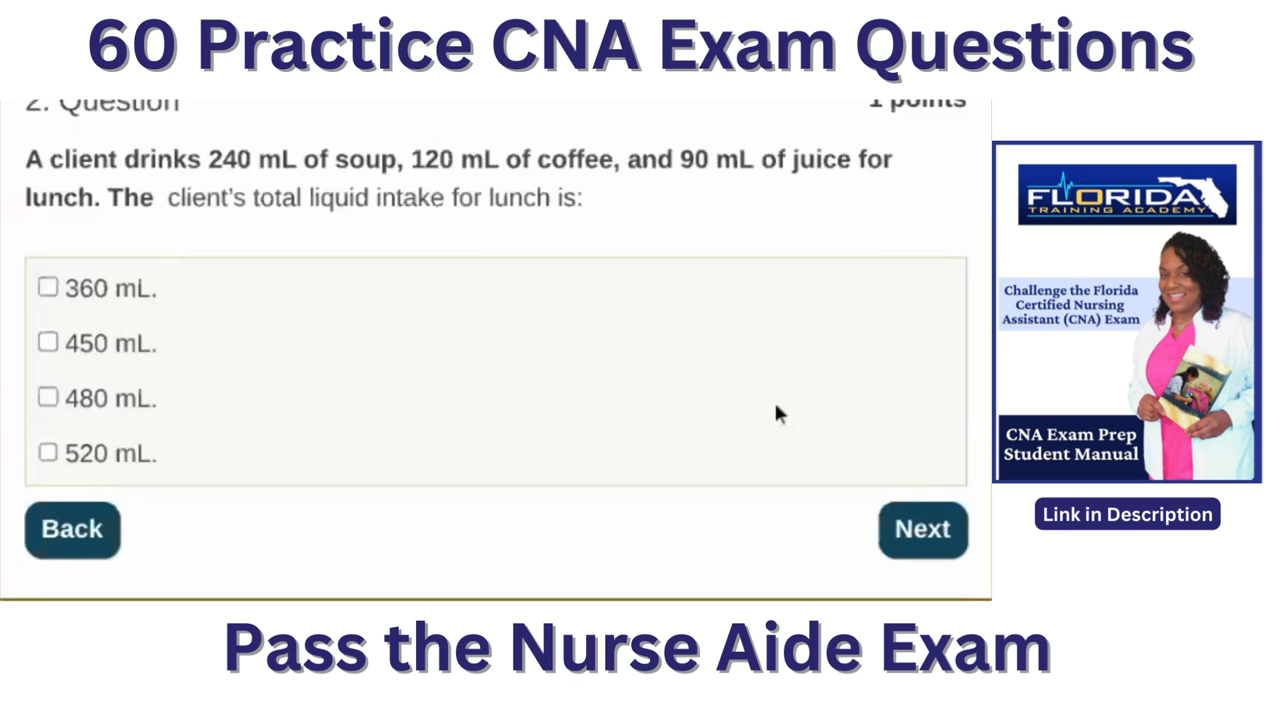 60 Practice CNA Exam Questions
2. Question
1 points
A client drinks 240 mL of soup, 120 mL of coffee, and 90 mL of juice for
lunch. The client's total liquid intake for lunch is:
360 mL.
450 mL.
480 mL.
520 mL.
Back
Next
FLORIDA
TRAINING ACADEMY
Challenge the Florida
Certified Nursing
Assistant (CNA) Exam
CNA Exam Prep
Student Manual
Link in Description
Pass the Nurse Aide Exam